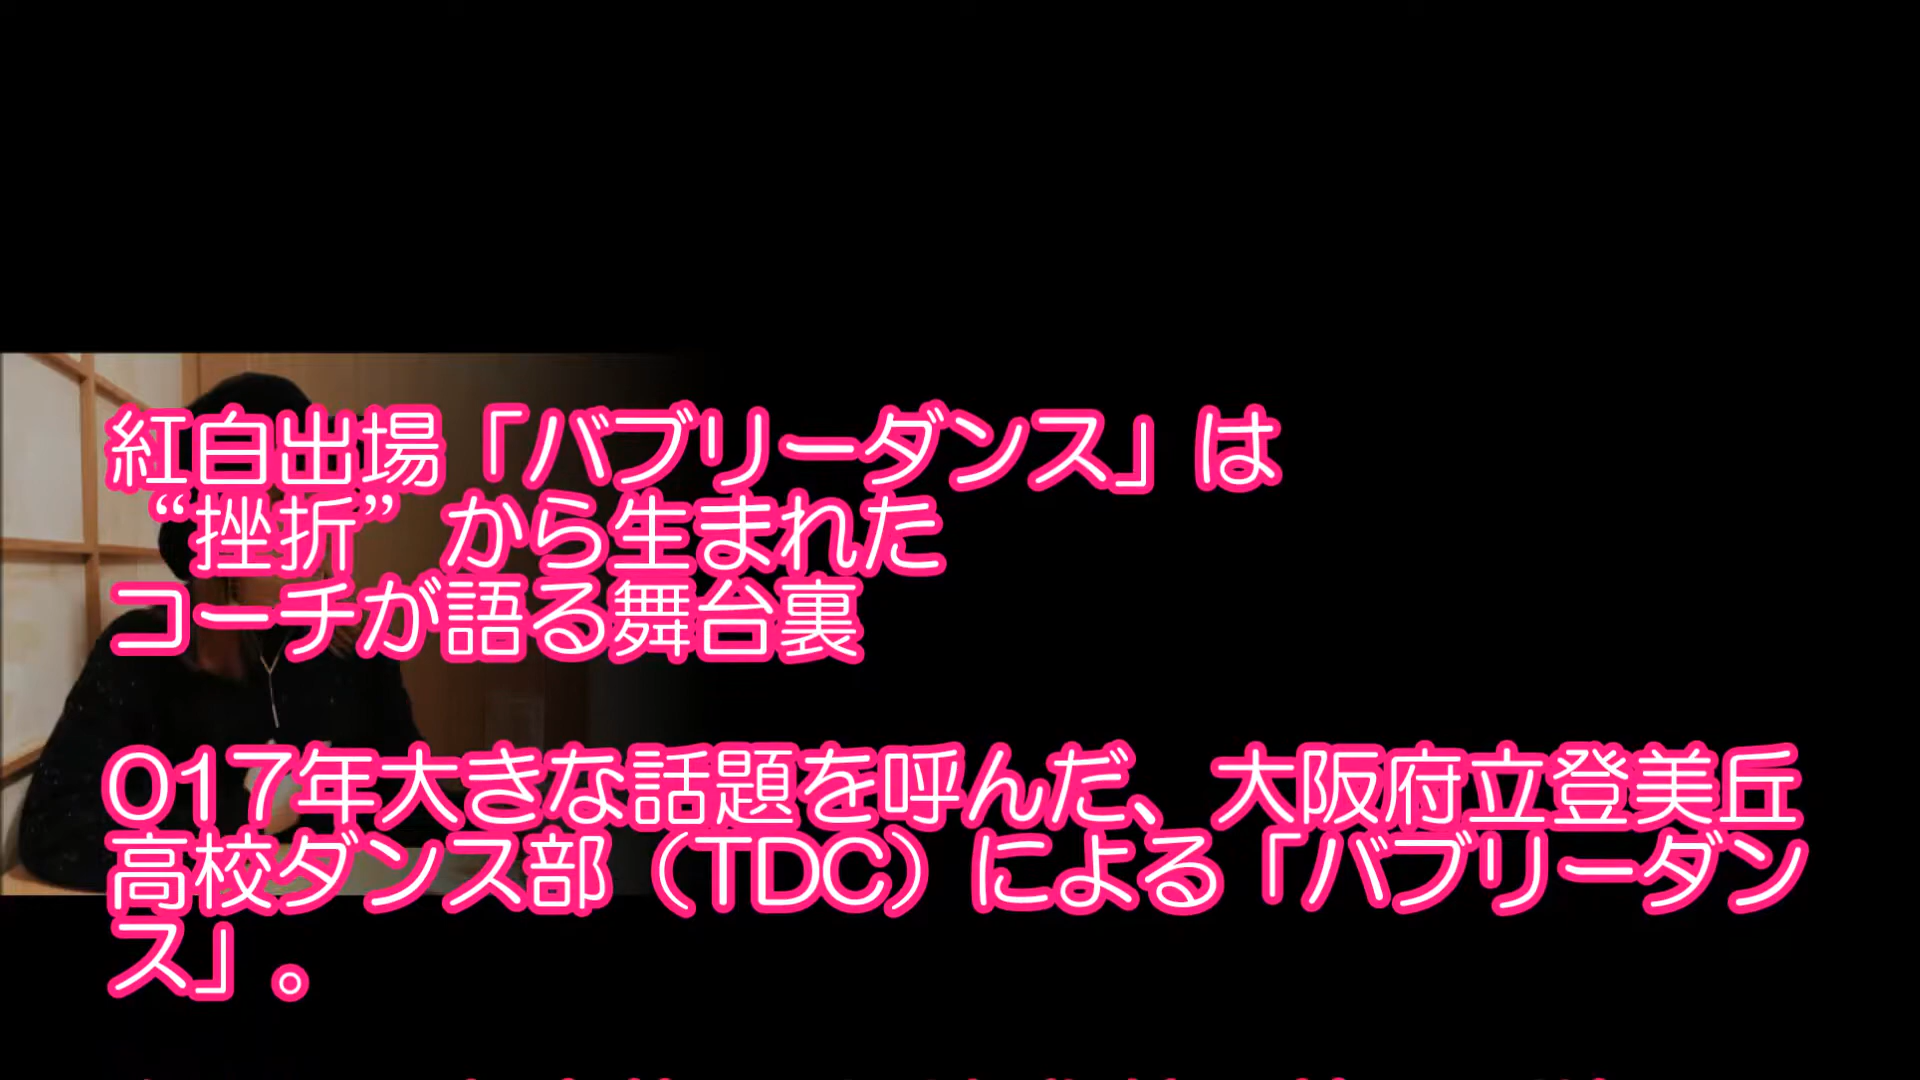 紅白出場「バブリーダンス」は
“挫折”から生まれた
コーチが語る舞台裏
017年大きな話題を呼んだ、大阪府立登美丘
高校ダンス部（TDC）による「バブリーダン
ス」。